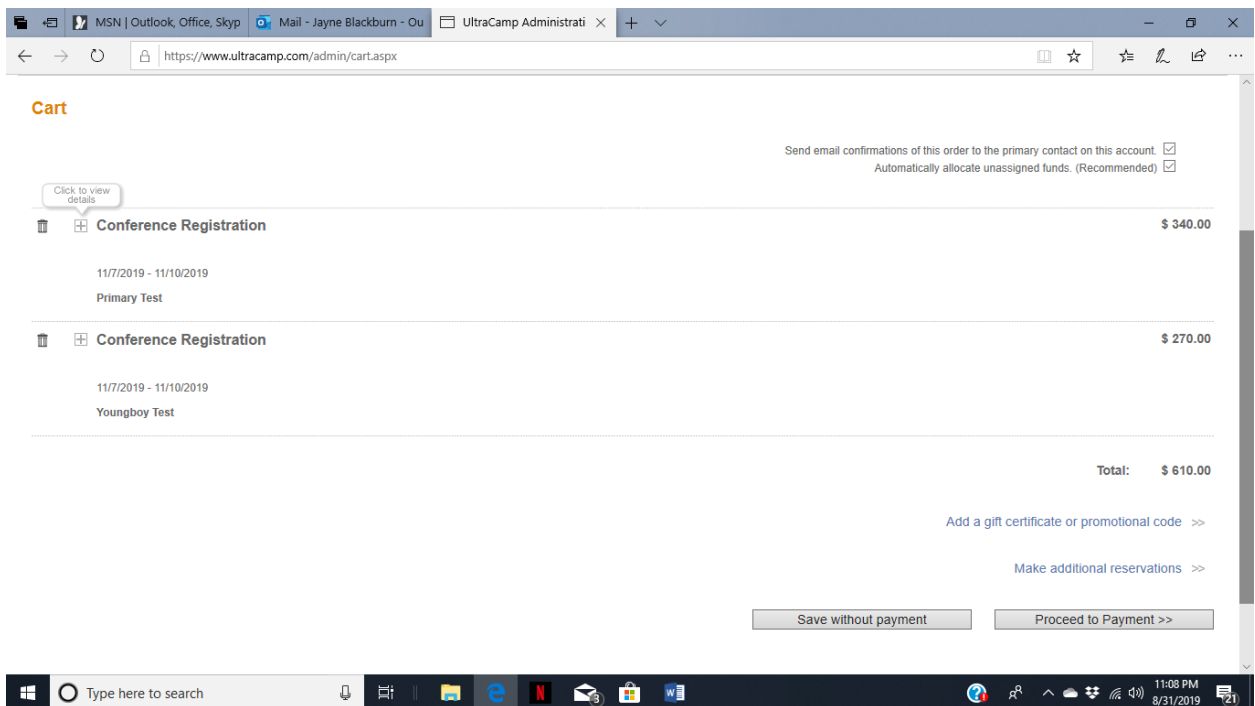 MSN | Outlook, Office, Skyp
Mail - Jayne Blackburn - Ou
UltraCamp Administrati
https://www.ultracamp.com/admin/cart.aspx
Cart
Send email confirmations of this order to the primary contact on this account.
Automatically allocate unassigned funds. (Recommended)
Click to view
details
Conference Registration $ 340.00
11/7/2019 - 11/10/2019
Primary Test
Conference Registration $ 270.00
11/7/2019 - 11/10/2019
Youngboy Test
Total: $ 610.00
Add a gift certificate or promotional code >>
Make additional reservations >>
Save without payment Proceed to Payment >>
Type here to search
N
3
W
11:08 PM
8/31/2019
21